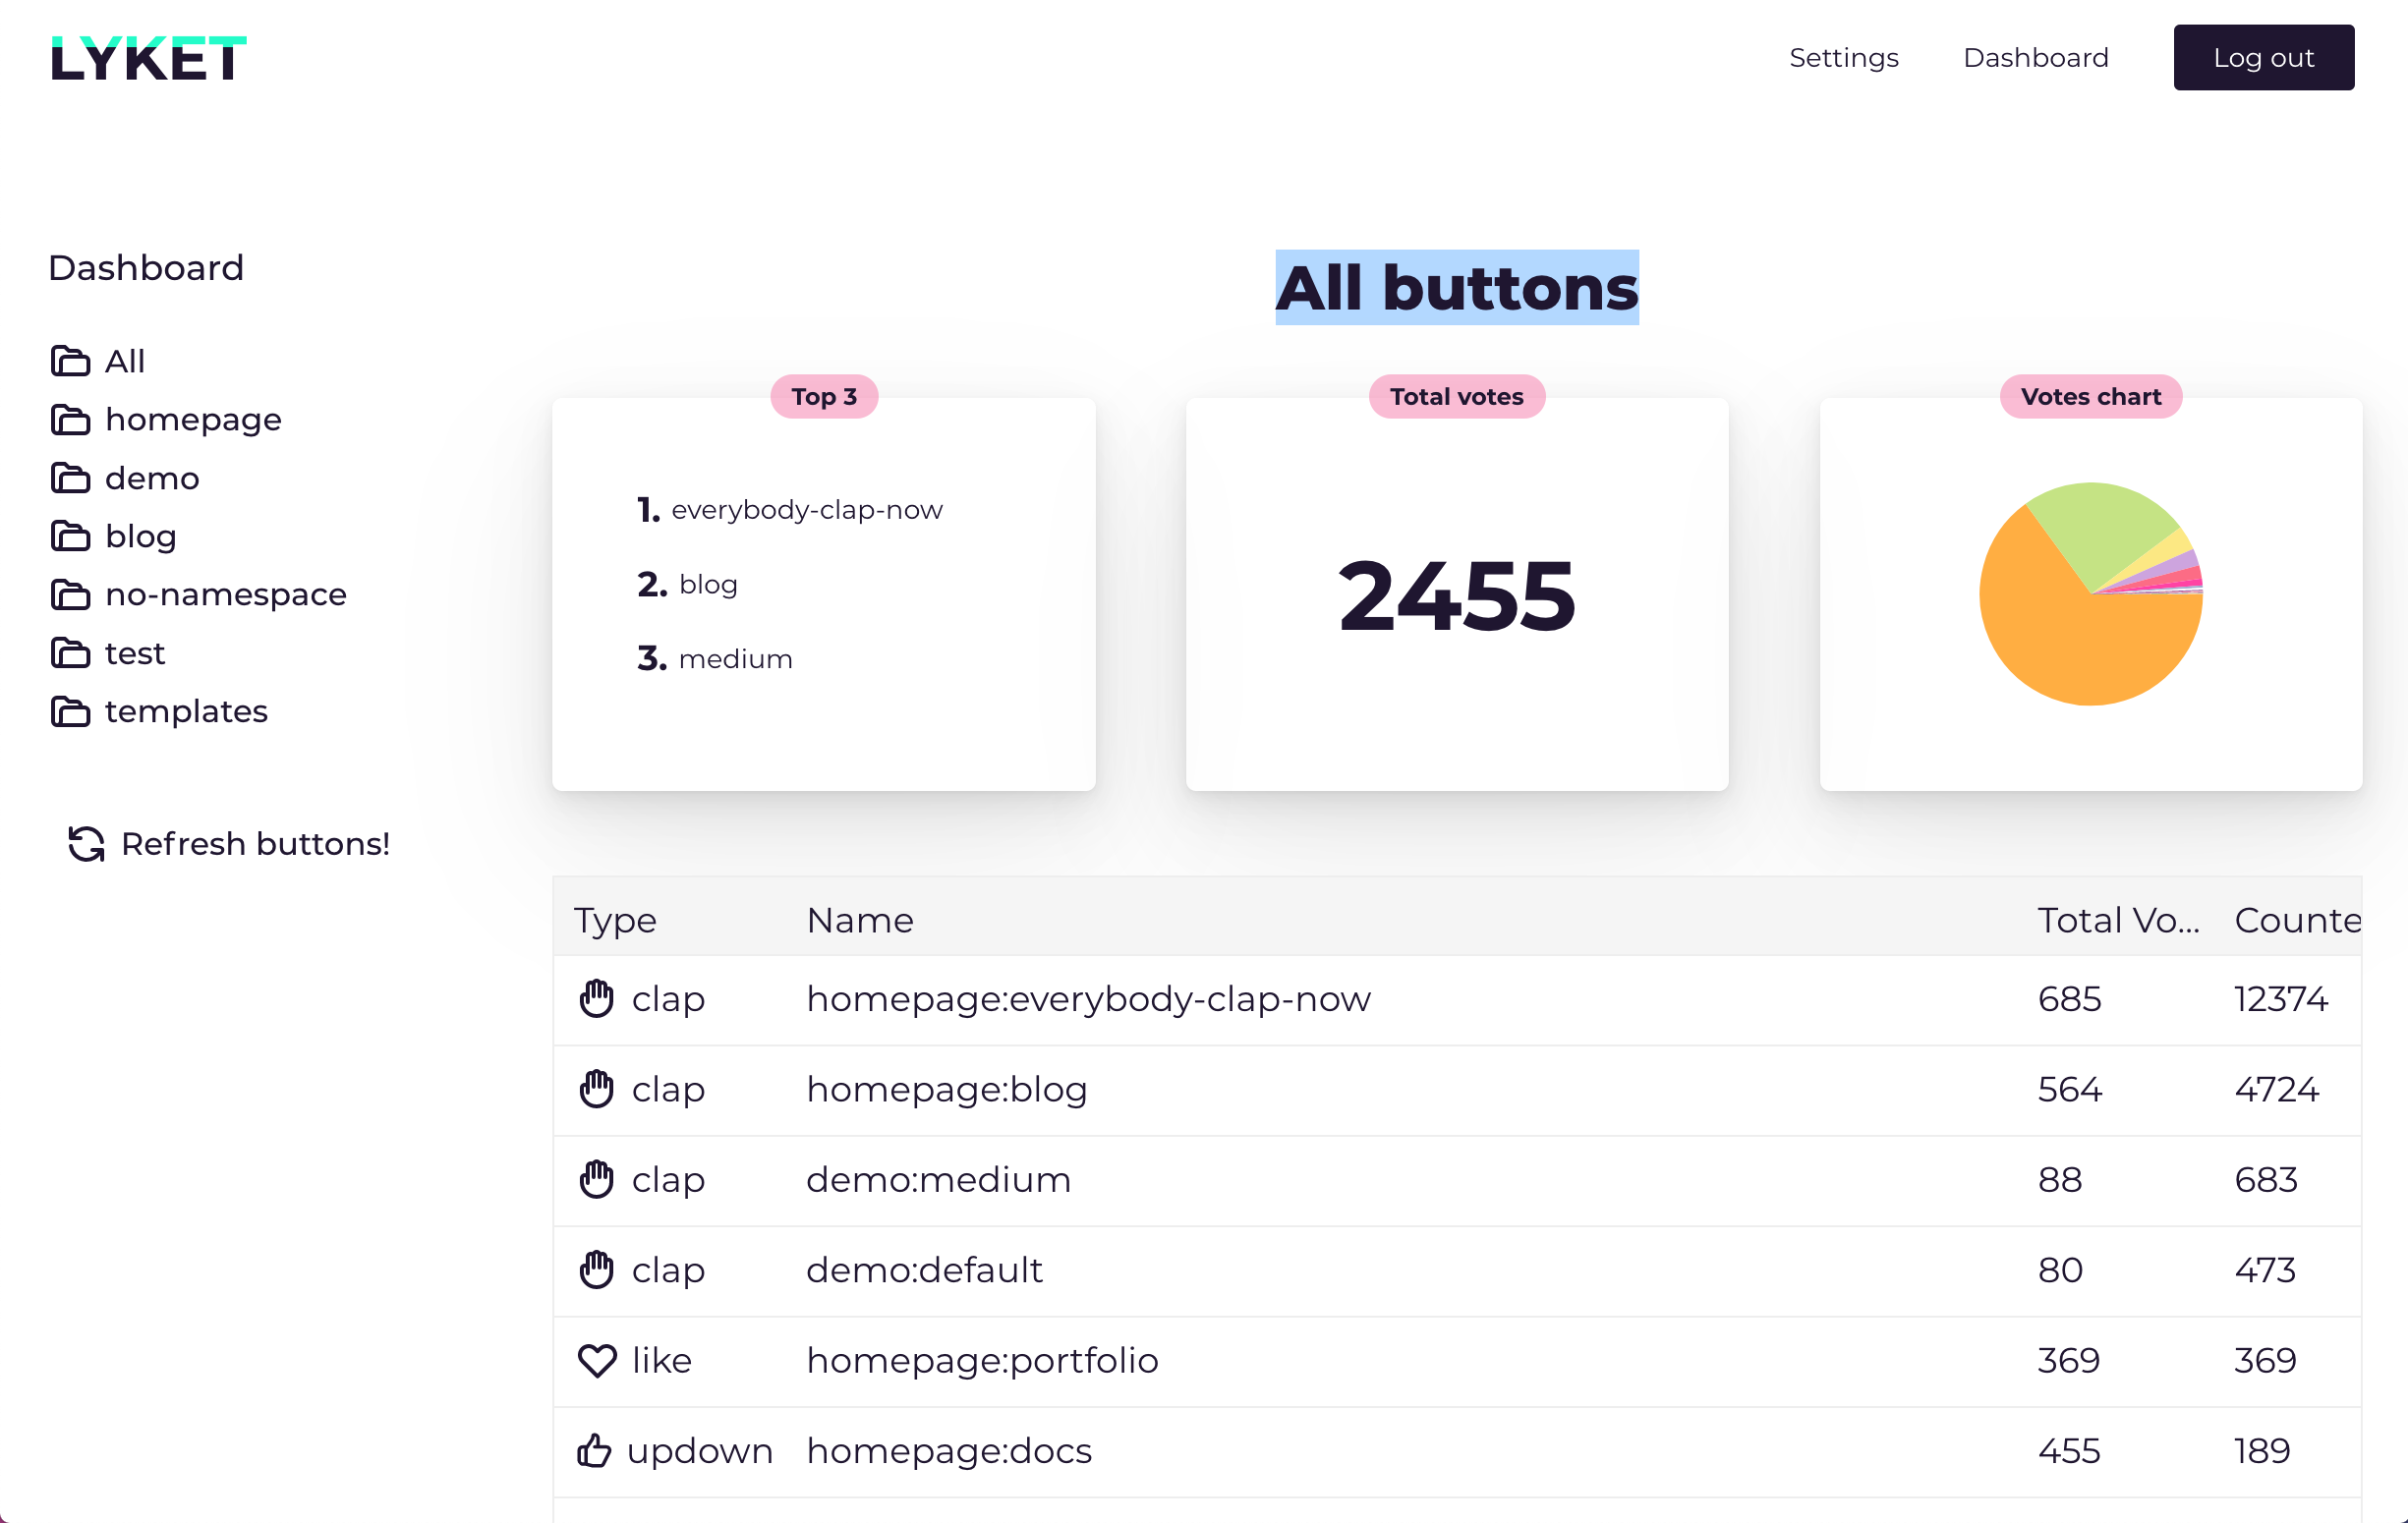 LYKET
Settings Dashboard Log out
Dashboard
All
homepage
demo
blog
no-namespace
test
templates
Refresh buttons!
All buttons
Top 3
1. everybody-clap-now
2. blog
3. medium
Total votes
2455
Votes chart
Type Name Total Vo... Counte
clap homepage:everybody-clap-now 685 12374
clap homepage:blog 564 4724
clap demo:medium 88 683
clap demo:default 80 473
like homepage:portfolio 369 369
updown homepage:docs 455 189